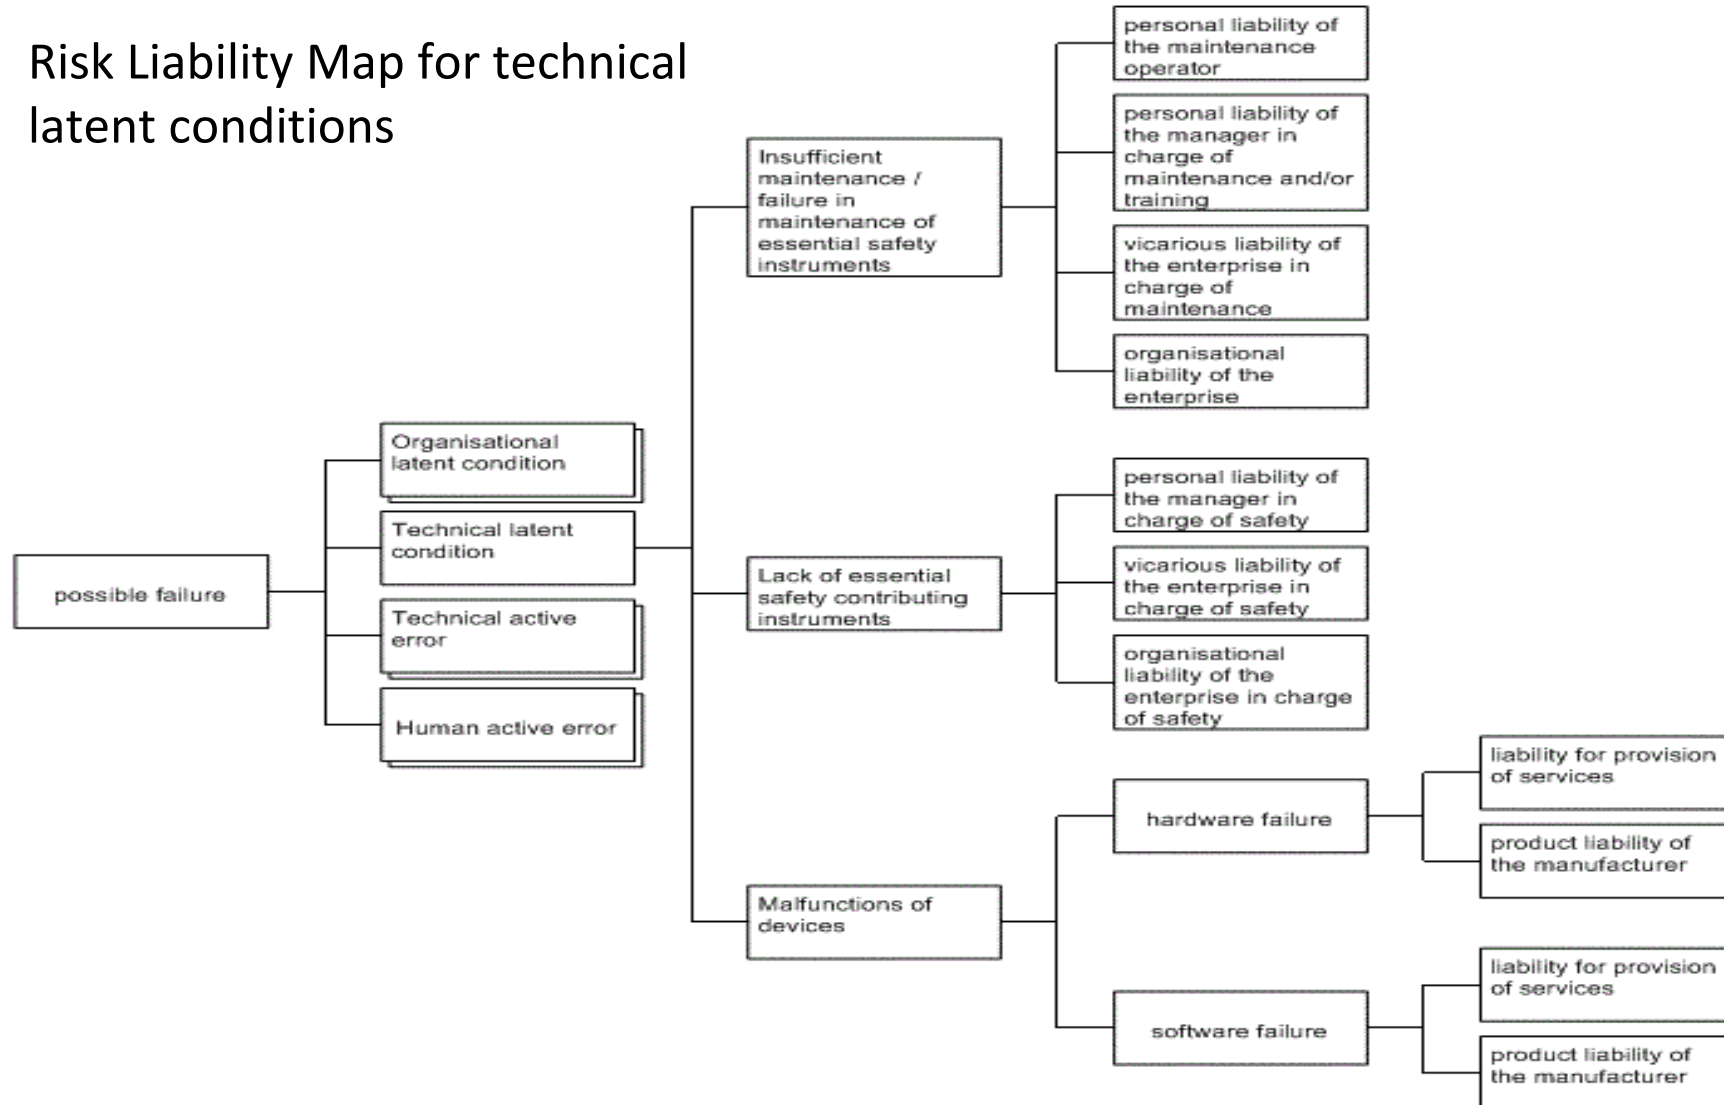 Risk Liability Map for technical
latent conditions
possible failure
Organisational
latent condition
Technical latent
condition
Technical active
error
Human active error
Insufficient
maintenance /
failure in
maintenance of
essential safety
instruments
personal liability of
the maintenance
operator
personal liability of
the manager in
charge of
maintenance and/or
training
vicarious liability of
the enterprise in
charge of
maintenance
organisational
liability of the
enterprise
Lack of essential
safety contributing
instruments
personal liability of
the manager in
charge of safety
vicarious liability of
the enterprise in
charge of safety
organisational
liability of the
enterprise in charge
of safety
Malfunctions of
devices
hardware failure
liability for provision
of services
product liability of
the manufacturer
software failure
liability for provision
of services
product liability of
the manufacturer